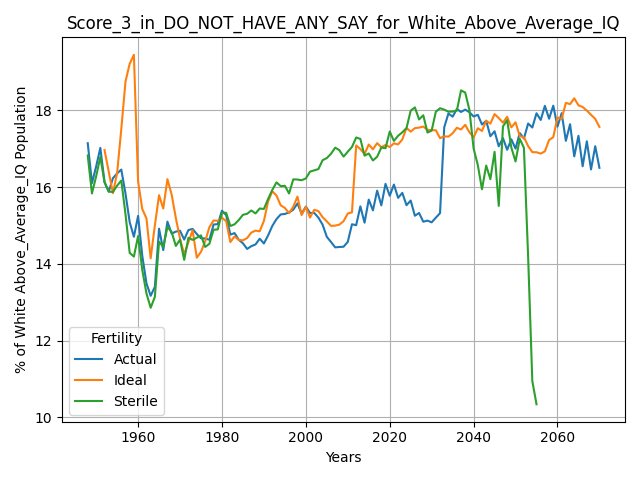 Score_3_in_DO_NOT_HAVE_ANY_SAY_for_White_Above_Average_IQ
% of White Above_Average_IQ Population
18
16
14
12
10
Fertility
Actual
Ideal
Sterile
1960 1980 2000 2020 2040 2060
Years